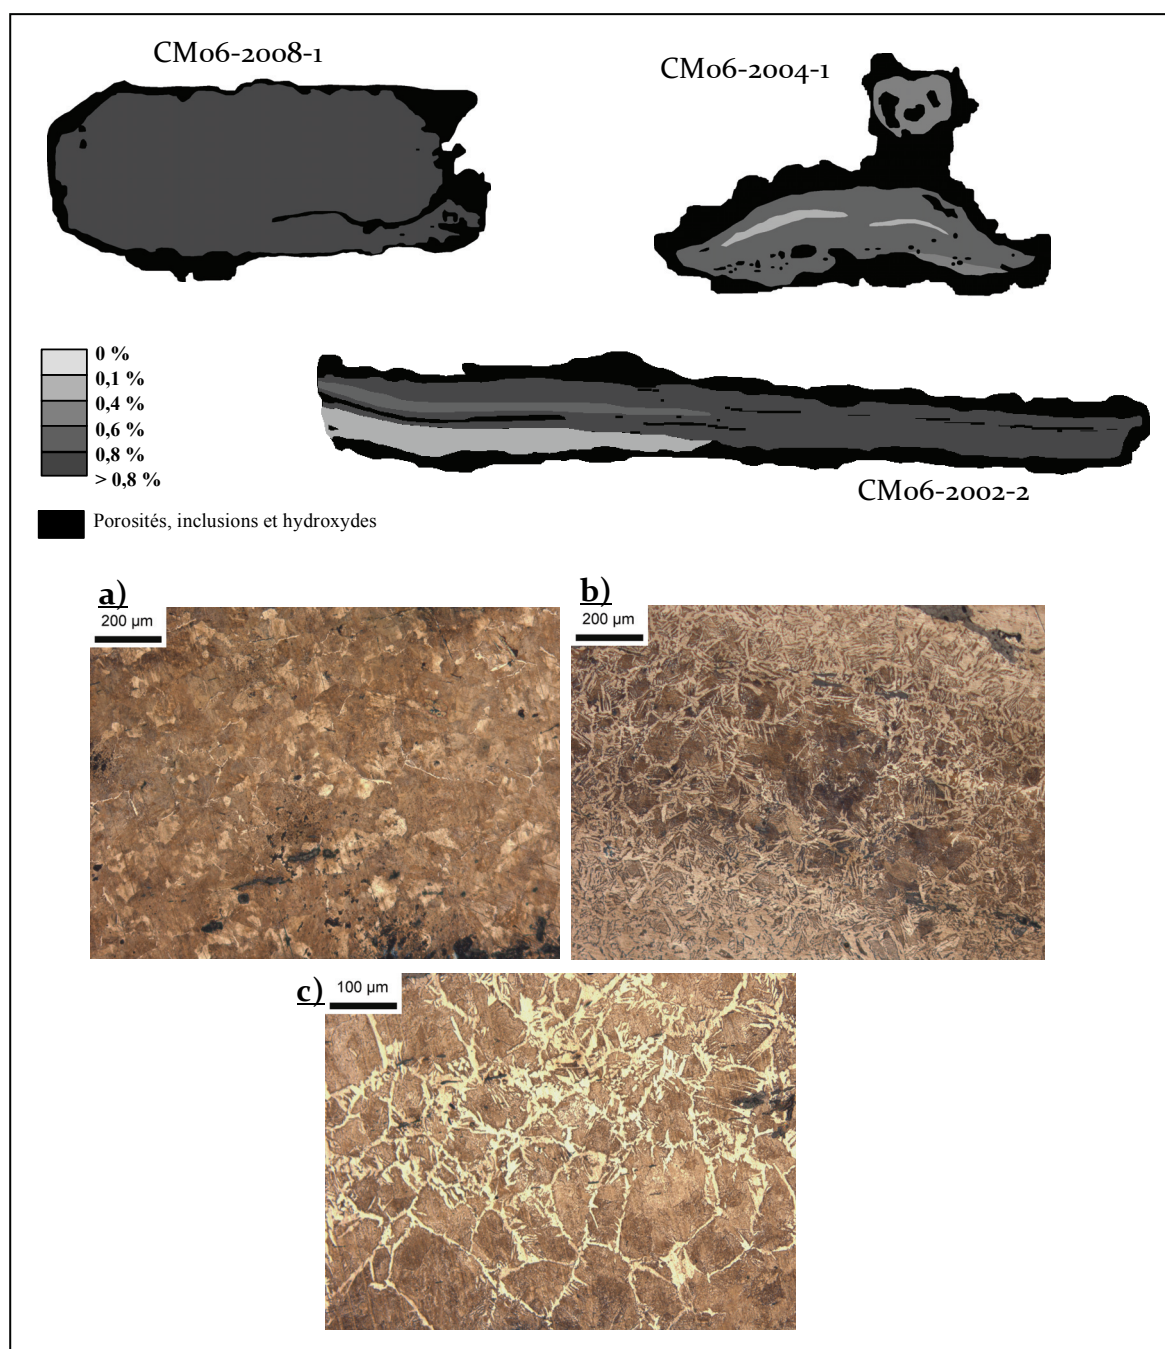 CM06-2008-1
CM06-2004-1
0 %
0,1 %
0,4 %
0,6 %
0,8 %
> 0,8 %
CM06-2002-2
Porosités, inclusions et hydroxydes
a)
200 µm
b)
200 µm
c)
100 µm